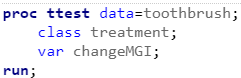 proc ttest data=toothbrush;
class treatment;
var changeMGI;
run;